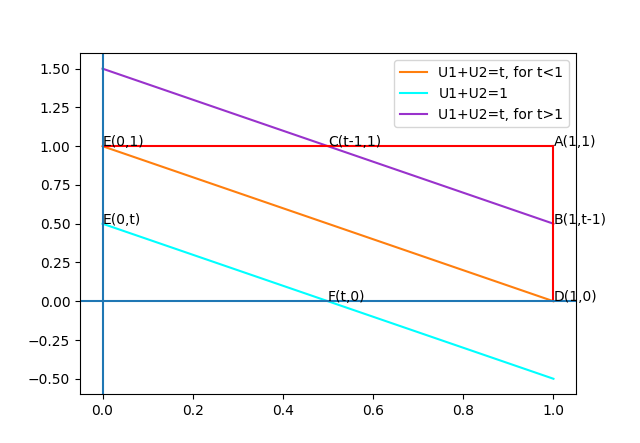 1.50
1.25
1.00
0.75
0.50
0.25
0.00
−0.25
−0.50
0.0
0.2
0.4
0.6
0.8
1.0
U1+U2=t, for t<1
U1+U2=1
U1+U2=t, for t>1
E(0,1)
C(t-1,1)
A(1,1)
E(0,t)
B(1,t-1)
F(t,0)
D(1,0)